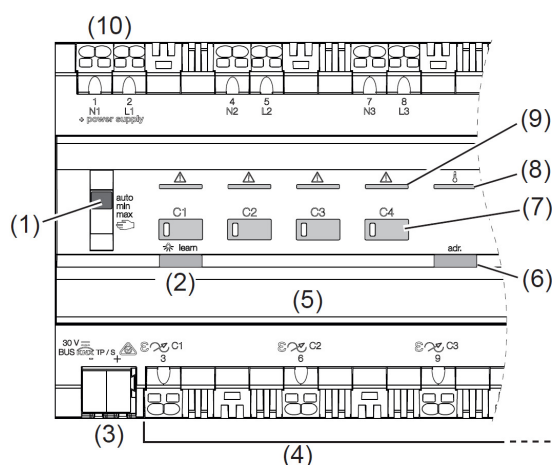 (10)
1 2 4 5 7 8
N1 L1 N2 L2 N3 L3
+ power supply
(9)
(8)
(1)
auto
min
max
C1 C2 C3 C4
(7)
learn
adr.
(2)
(6)
(5)
30 V
BUS TP / S
- +
C1 C2 C3
3 6 9
(3)
(4)